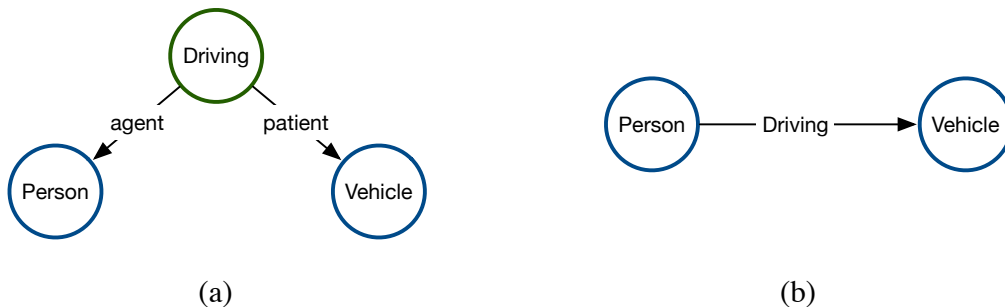 Driving
agent
patient
Person
Vehicle
(a)
Person
Driving
Vehicle
(b)